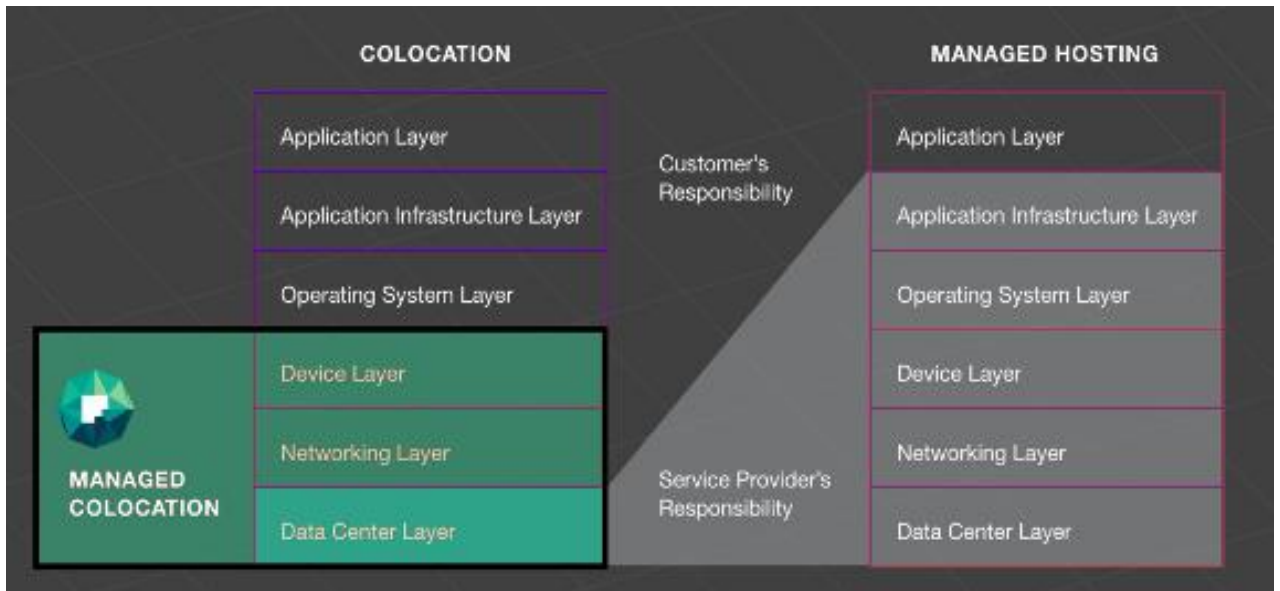 COLOCATION
MANAGED HOSTING
Application Layer
Application Infrastructure Layer
Operating System Layer
Device Layer
Networking Layer
Data Center Layer
MANAGED
COLOCATION
Customer's
Responsibility
Service Provider's
Responsibility
Application Layer
Application Infrastructure Layer
Operating System Layer
Device Layer
Networking Layer
Data Center Layer